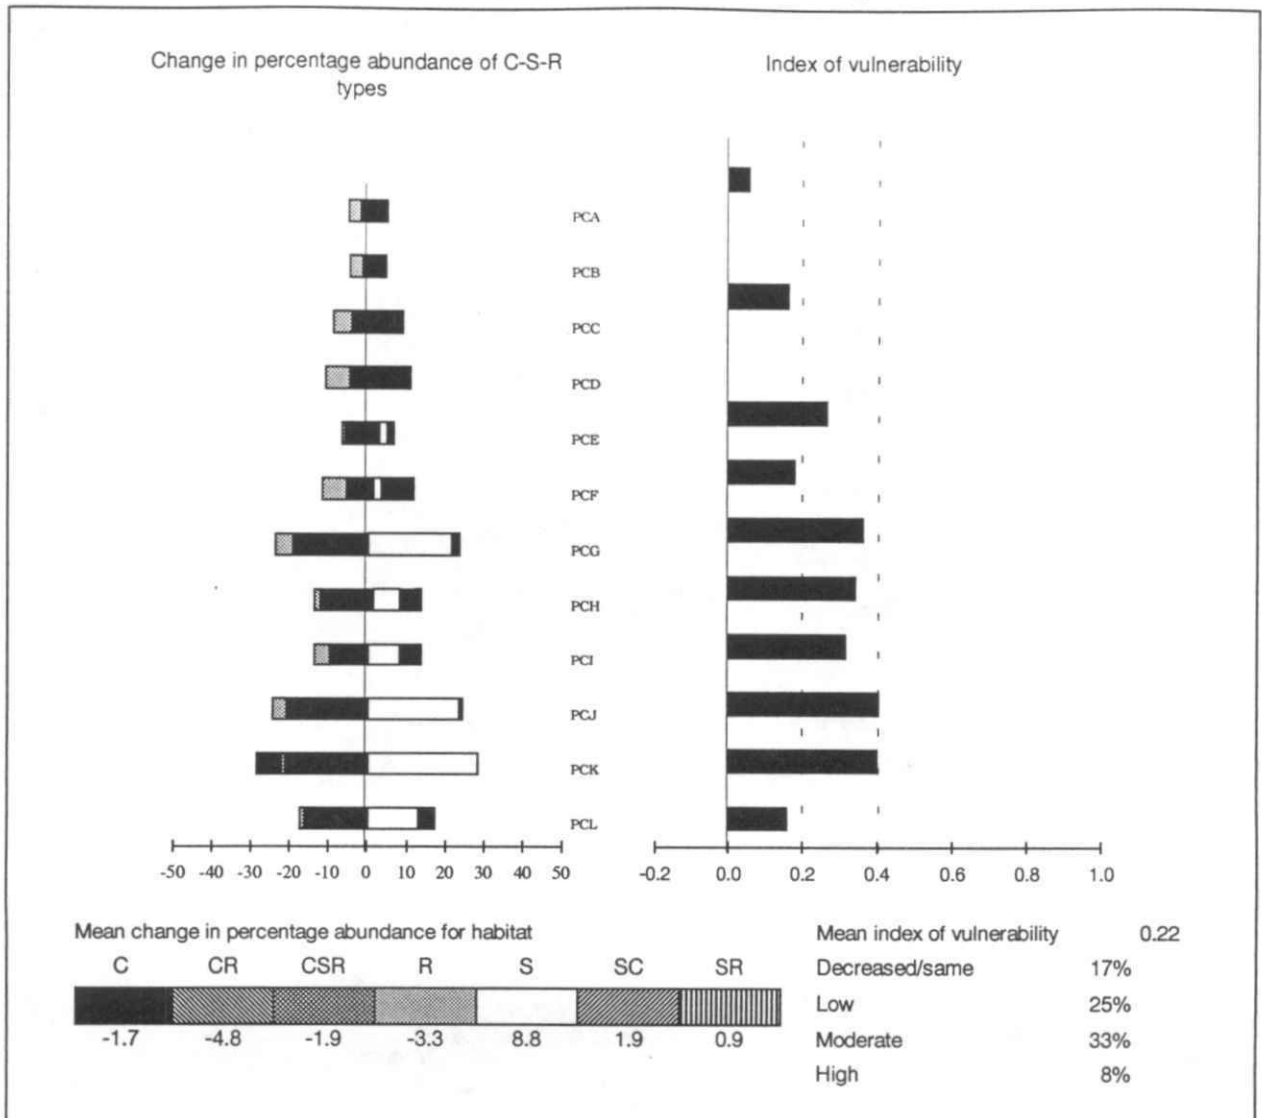 Change in percentage abundance of C-S-R
types
Index of vulnerability
PCA
PCB
PCC
PCD
PCE
PCF
PCG
PCH
PCI
PCJ
PCK
PCL
-50 -40 -30 -20 -10 0 10 20 30 40 50
-0.2 0.0 0.2 0.4 0.6 0.8 1.0
Mean change in percentage abundance for habitat
C CR CSR R S SC SR
-1.7 -4.8 -1.9 -3.3 8.8 1.9 0.9
Mean index of vulnerability 0.22
Decreased/same 17%
Low 25%
Moderate 33%
High 8%